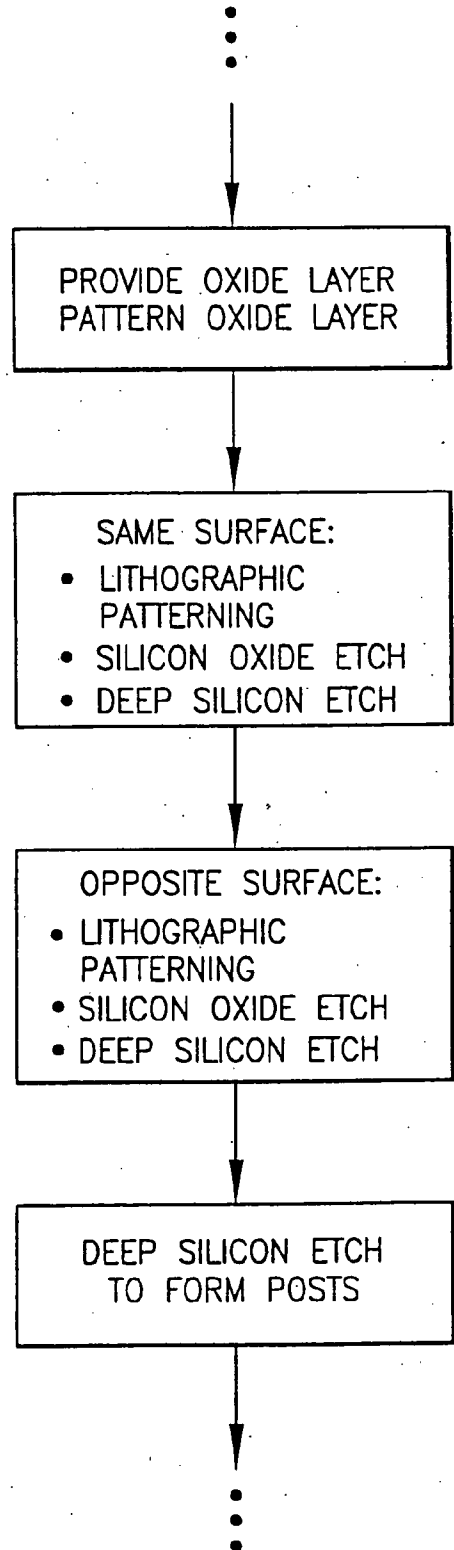 PROVIDE OXIDE LAYER
PATTERN OXIDE LAYER
SAME SURFACE:
• LITHOGRAPHIC
PATTERNING
• SILICON OXIDE ETCH
• DEEP SILICON ETCH
OPPOSITE SURFACE:
• LITHOGRAPHIC
PATTERNING
• SILICON OXIDE ETCH
• DEEP SILICON ETCH
DEEP SILICON ETCH
TO FORM POSTS